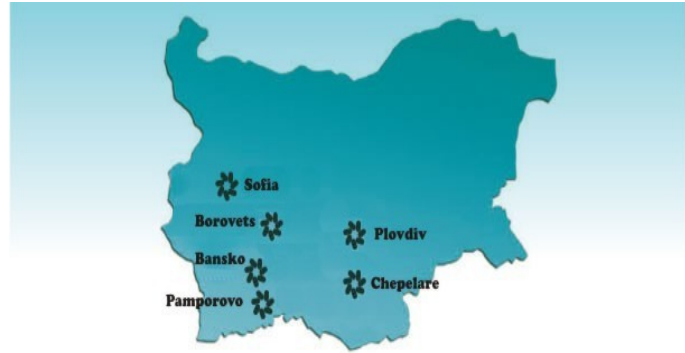 Sofia
Borovets
Plovdiv
Bansko
Chepelare
Pamporovo